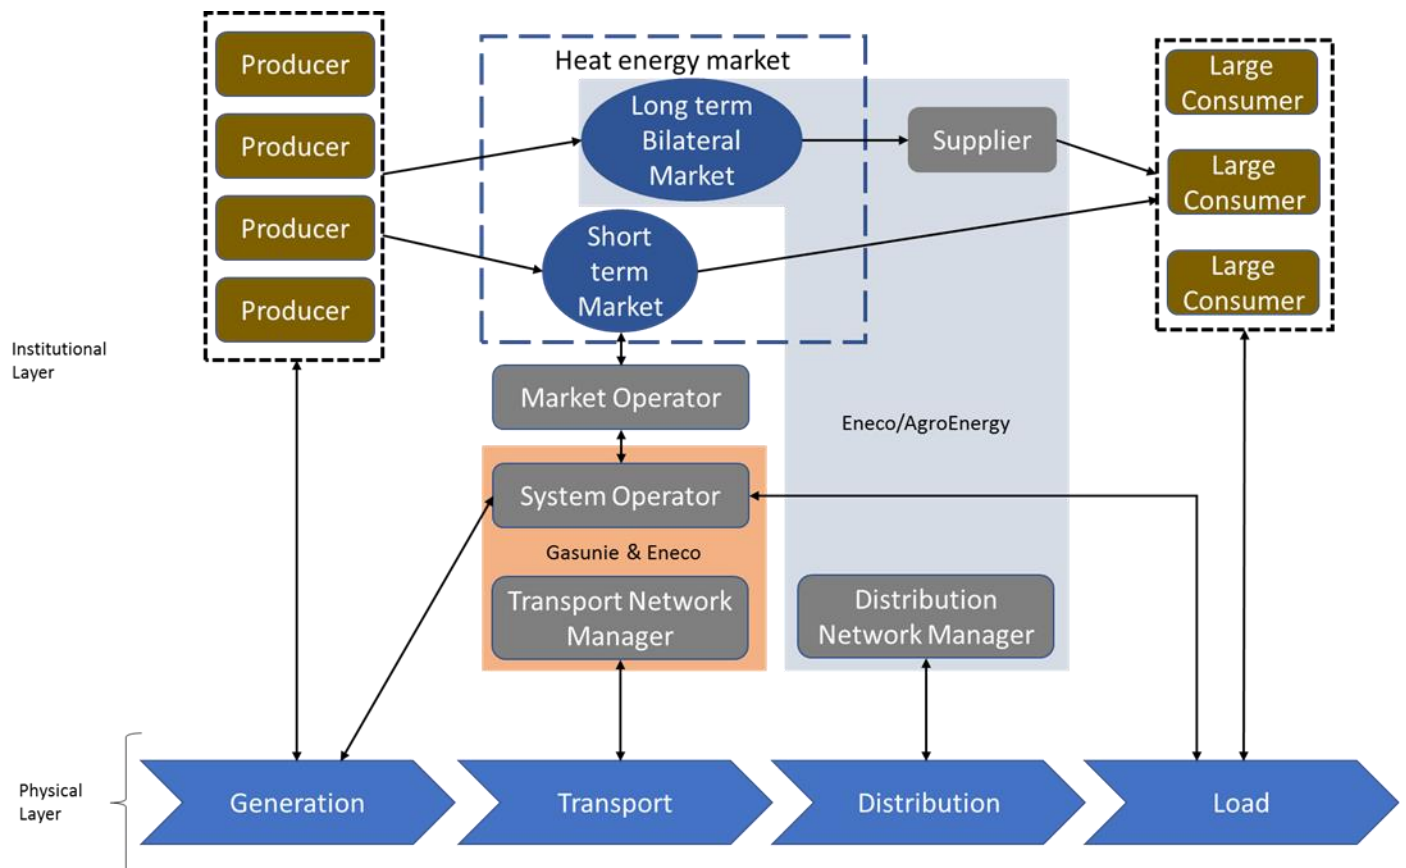 Producer
Producer
Producer
Producer
Heat energy market
Long term
Bilateral
Market
Short
term
Market
Supplier
Large
Consumer
Large
Consumer
Large
Consumer
Institutional
Layer
Market Operator
Eneco/AgroEnergy
System Operator
Gasunie & Eneco
Transport Network
Manager
Distribution
Network Manager
Physical
Layer
Generation
Transport
Distribution
Load